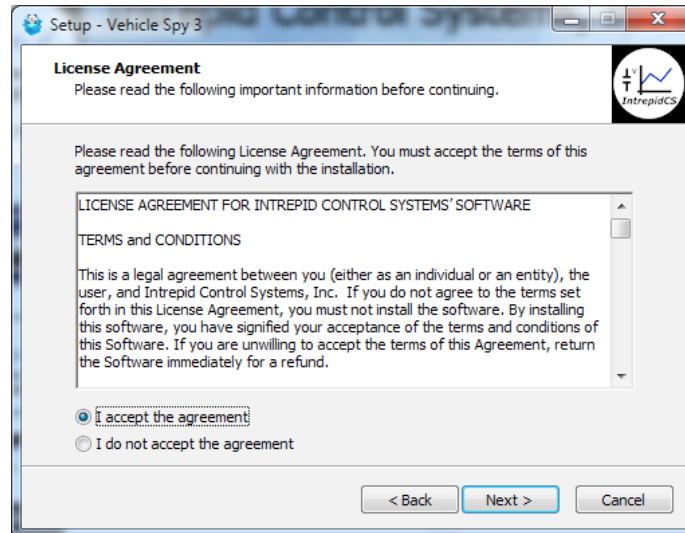 Intrepid Control Systems
Setup - Vehicle Spy 3
License Agreement
Please read the following important information before continuing.
IntrepidCS
Please read the following License Agreement. You must accept the terms of this
agreement before continuing with the installation.
LICENSE AGREEMENT FOR INTREPID CONTROL SYSTEMS' SOFTWARE
TERMS and CONDITIONS
This is a legal agreement between you (either as an individual or an entity), the
user, and Intrepid Control Systems, Inc.  If you do not agree to the terms set
forth in this License Agreement, you must not install the software. By installing
this software, you have signified your acceptance of the terms and conditions of
this Software. If you are unwilling to accept the terms of this Agreement, return
the Software immediately for a refund.
I accept the agreement
I do not accept the agreement
< Back Next > Cancel